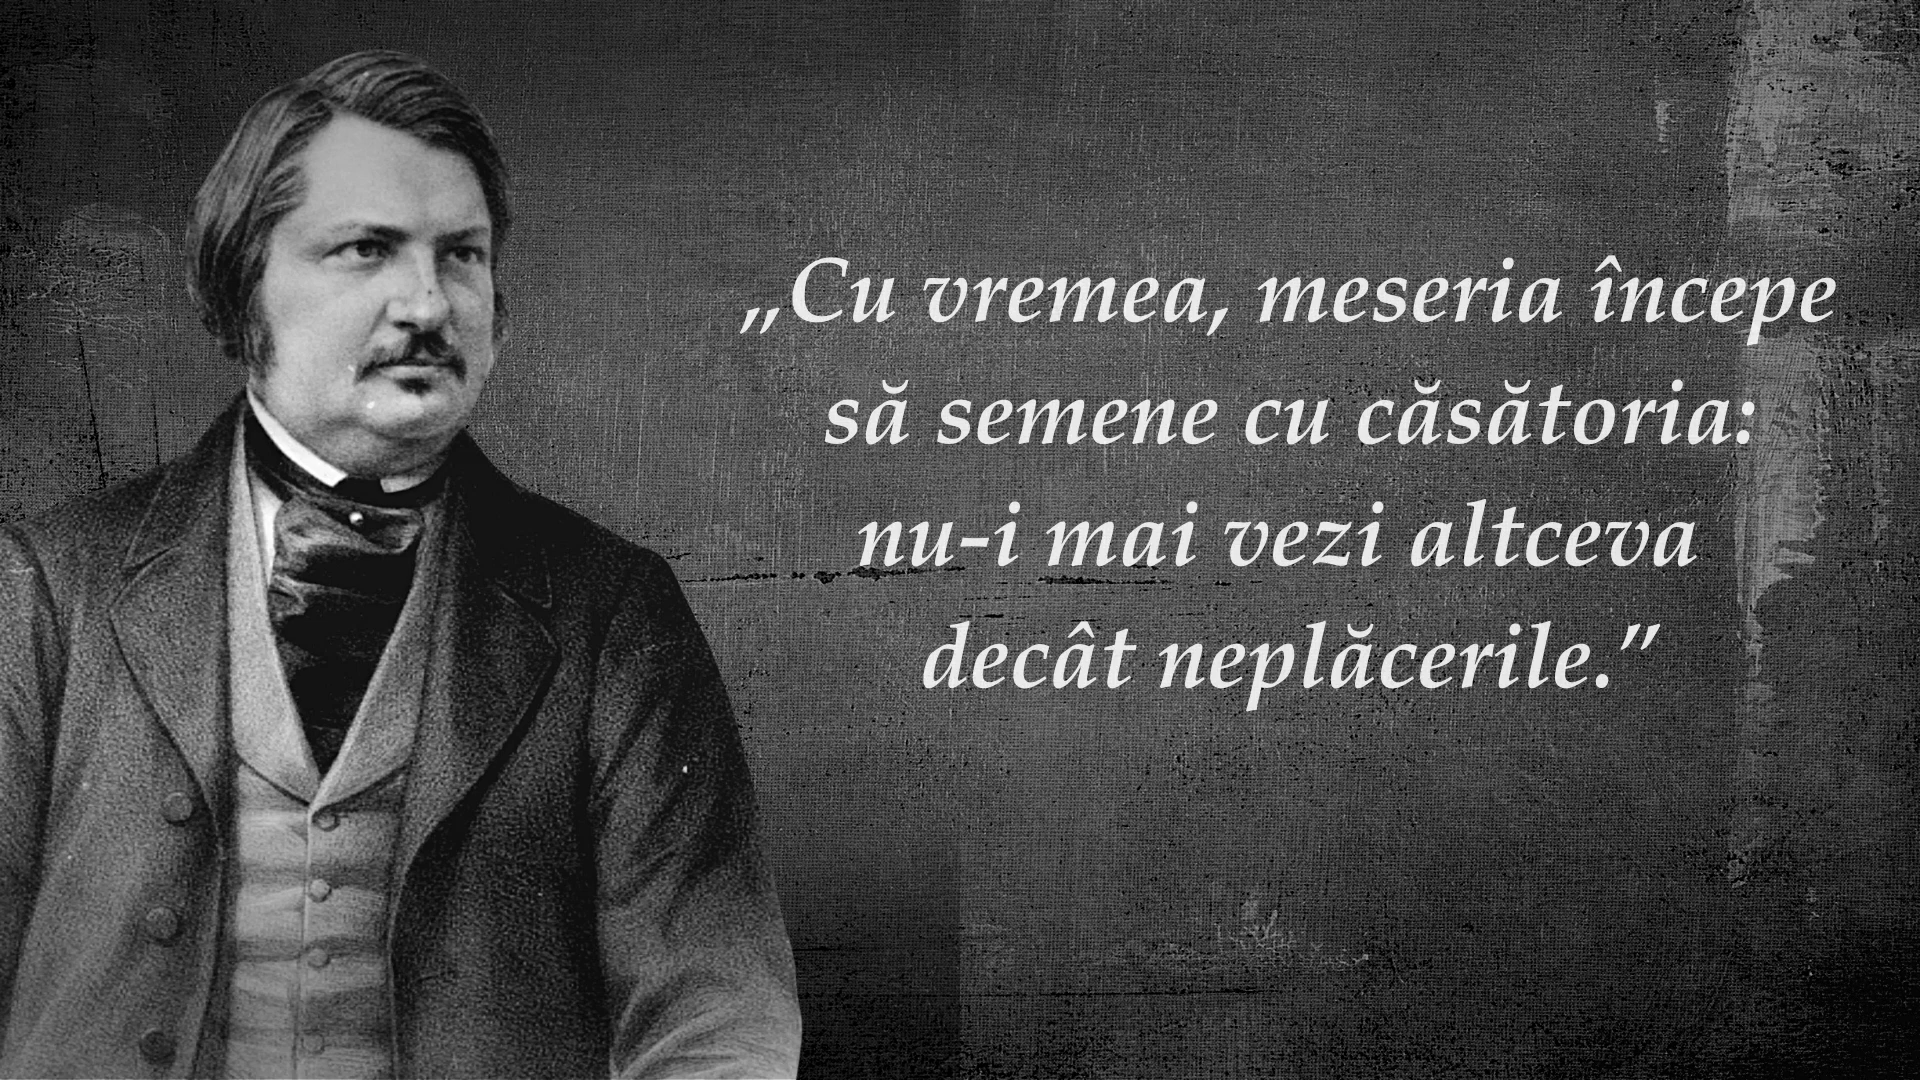 „Cu vremea, meseria începe
să semene cu căsătoria:
nu-i mai vezi altceva
decât neplăcerile.”